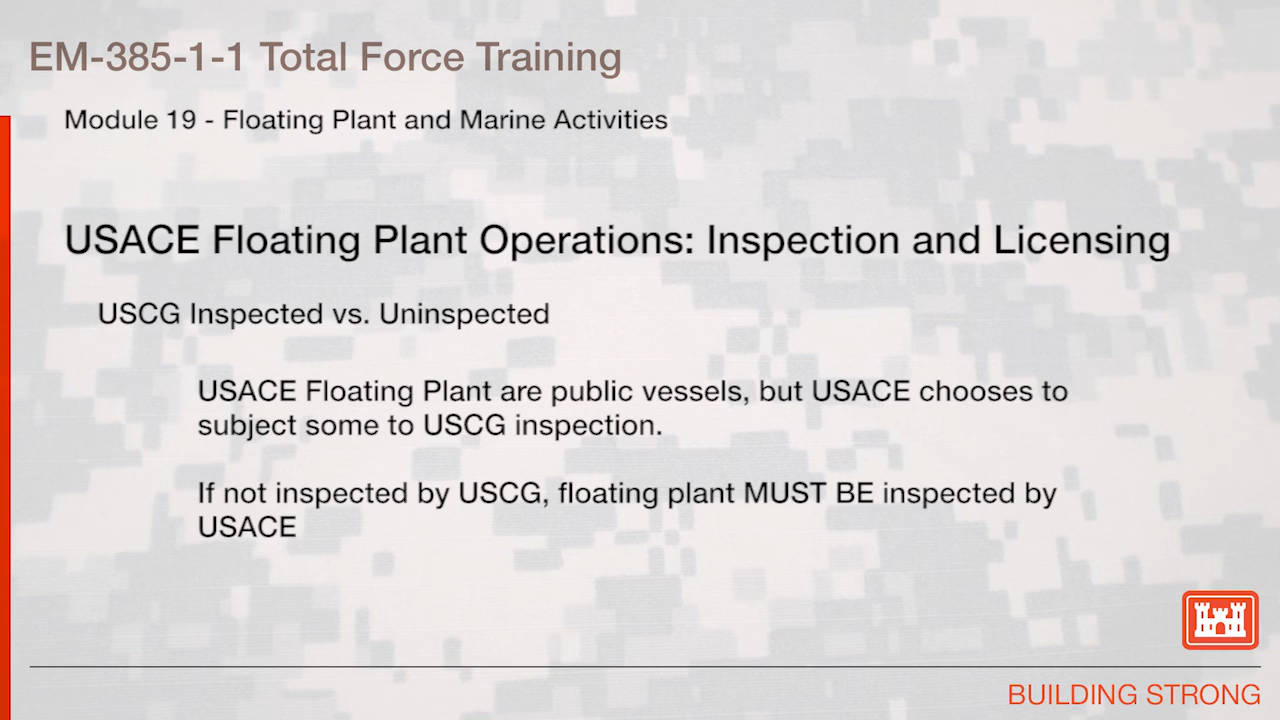 EM-385-1-1 Total Force Training
Module 19 - Floating Plant and Marine Activities
USACE Floating Plant Operations: Inspection and Licensing
USCG Inspected vs. Uninspected
USACE Floating Plant are public vessels, but USACE chooses to
subject some to USCG inspection.
If not inspected by USCG, floating plant MUST BE inspected by
USACE
BUILDING STRONG